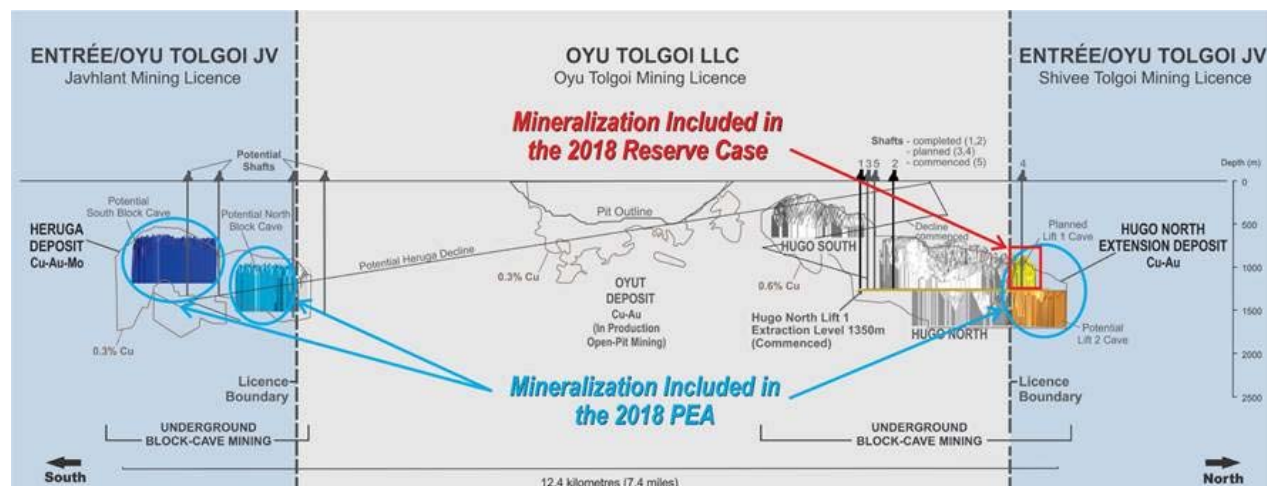 ENTRÉE/OYU TOLGOI JV
Javhlant Mining Licence
OYU TOLGOI LLC
Oyu Tolgoi Mining Licence
ENTRÉE/OYU TOLGOI JV
Shivee Tolgoi Mining Licence
Mineralization Included in
the 2018 Reserve Case
Shafts - completed (1,2)
- planned (3,4)
- commenced (5)
Potential
Shafts
1 3 5 2
4
Depth (m)
0
500
1000
1500
2000
2500
Potential
South Block Cave
Potential North
Block Cave
HERUGA
DEPOSIT
Cu-Au-Mo
0.3% Cu
Potential Heruga Decline
Pit Outline
0.3% Cu
OYUT
DEPOSIT
Cu-Au
(In Production
Open-Pit Mining)
HUGO SOUTH
Decline
commenced
0.6% Cu
Hugo North Lift 1
Extraction Level 1350m
(Commenced)
HUGO NORTH
Planned
Lift 1 Cave
HUGO NORTH
EXTENSION DEPOSIT
Cu-Au
Potential
Lift 2 Cave
Mineralization Included in
the 2018 PEA
Licence
Boundary
Licence
Boundary
UNDERGROUND
BLOCK-CAVE MINING
UNDERGROUND
BLOCK-CAVE MINING
South
North
12.4 kilometres (7.4 miles)